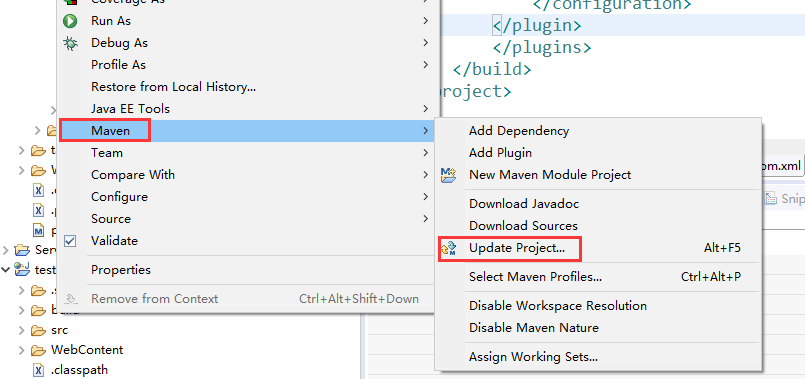 Coverage As
</configuration>
Run As
</plugin>
Debug As
</plugins>
Profile As
</build>
Restore from Local History...
roject>
Java EE Tools
Maven
Add Dependency
Team
Add Plugin
Compare With
New Maven Module Project
om.xml
Configure
Download Javadoc
Snip
Source
Download Sources
Validate
Update Project...
Alt+F5
Serv
Properties
Select Maven Profiles...
Ctrl+Alt+P
test
Remove from Context
Ctrl+Alt+Shift+Down
Disable Workspace Resolution
src
Disable Maven Nature
WebContent
Assign Working Sets...
.classpath